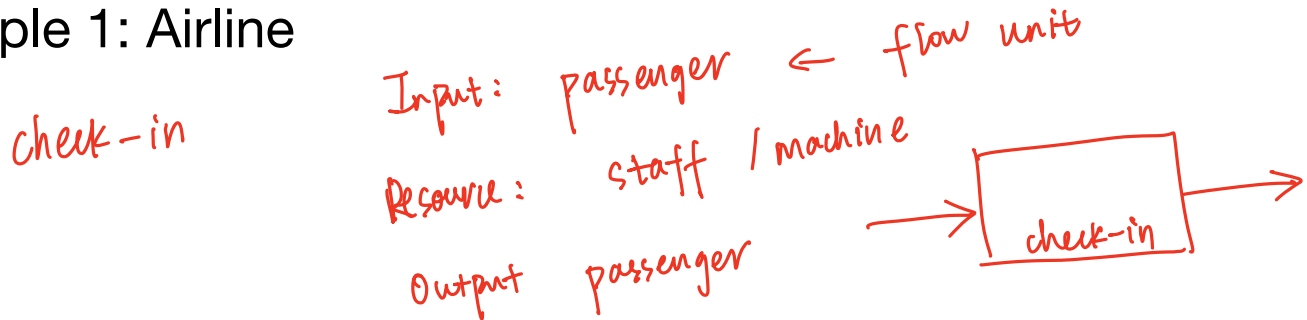 ple 1: Airline
check-in
Input: passenger ← flow unit
Resource: staff / machine
Output passenger
check-in